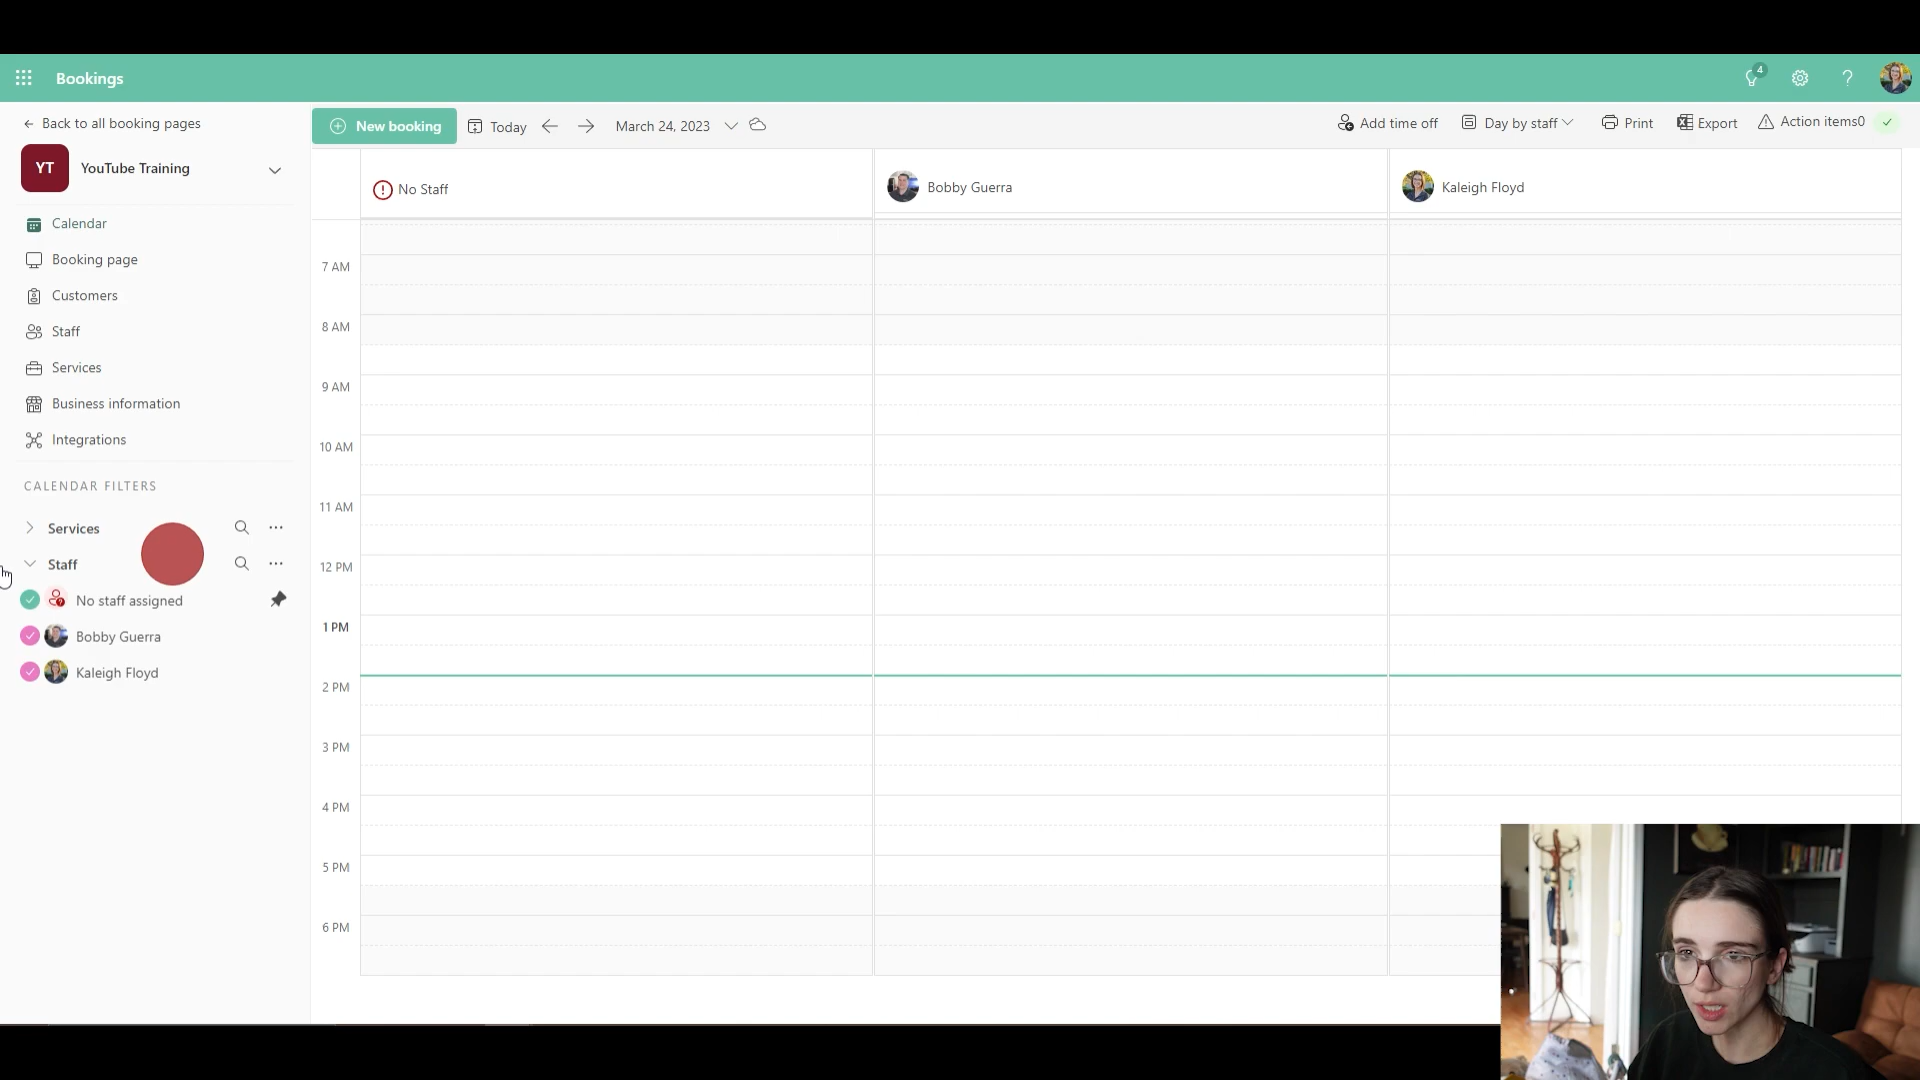 Bookings
4
Back to all booking pages
YT YouTube Training
Calendar
Booking page
Customers
Staff
Services
Business information
Integrations
CALENDAR FILTERS
Services
Staff
No staff assigned
Bobby Guerra
Kaleigh Floyd
New booking
Today
March 24, 2023
Add time off
Day by staff
Print
Export
Action items0
No Staff
Bobby Guerra
Kaleigh Floyd
7 AM
8 AM
9 AM
10 AM
11 AM
12 PM
1 PM
2 PM
3 PM
4 PM
5 PM
6 PM